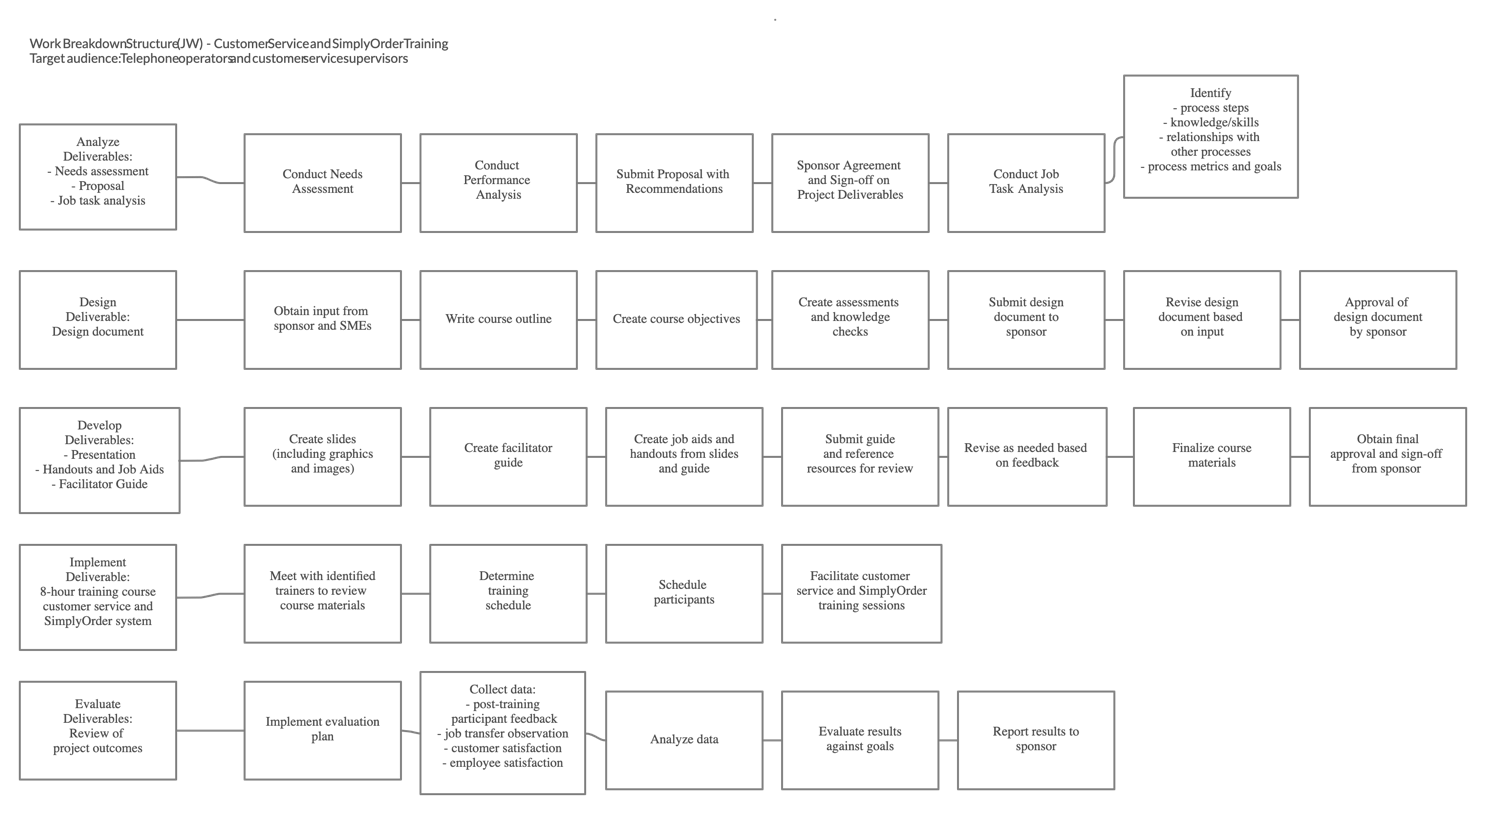 Work Breakdown Structure (JW) - Customer Service and SimplyOrder Training
Target audience: Telephone operators and customer service supervisors
Analyze
Deliverables:
- Needs assessment
- Proposal
- Job task analysis
Conduct Needs
Assessment
Conduct
Performance
Analysis
Submit Proposal with
Recommendations
Sponsor Agreement
and Sign-off on
Project Deliverables
Conduct Job
Task Analysis
Identify
- process steps
- knowledge/skills
- relationships with
other processes
- process metrics and goals
Design
Deliverable:
Design document
Obtain input from
sponsor and SMEs
Write course outline
Create course objectives
Create assessments
and knowledge
checks
Submit design
document to
sponsor
Revise design
document based
on input
Approval of
design document
by sponsor
Develop
Deliverables:
- Presentation
- Handouts and Job Aids
- Facilitator Guide
Create slides
(including graphics
and images)
Create facilitator
guide
Create job aids and
handouts from slides
and guide
Submit guide
and reference
resources for review
Revise as needed based
on feedback
Finalize course
materials
Obtain final
approval and sign-off
from sponsor
Implement
Deliverable:
8-hour training course
customer service and
SimplyOrder system
Meet with identified
trainers to review
course materials
Determine
training
schedule
Schedule
participants
Facilitate customer
service and SimplyOrder
training sessions
Evaluate
Deliverables:
Review of
project outcomes
Implement evaluation
plan
Collect data:
- post-training
participant feedback
- job transfer observation
- customer satisfaction
- employee satisfaction
Analyze data
Evaluate results
against goals
Report results to
sponsor